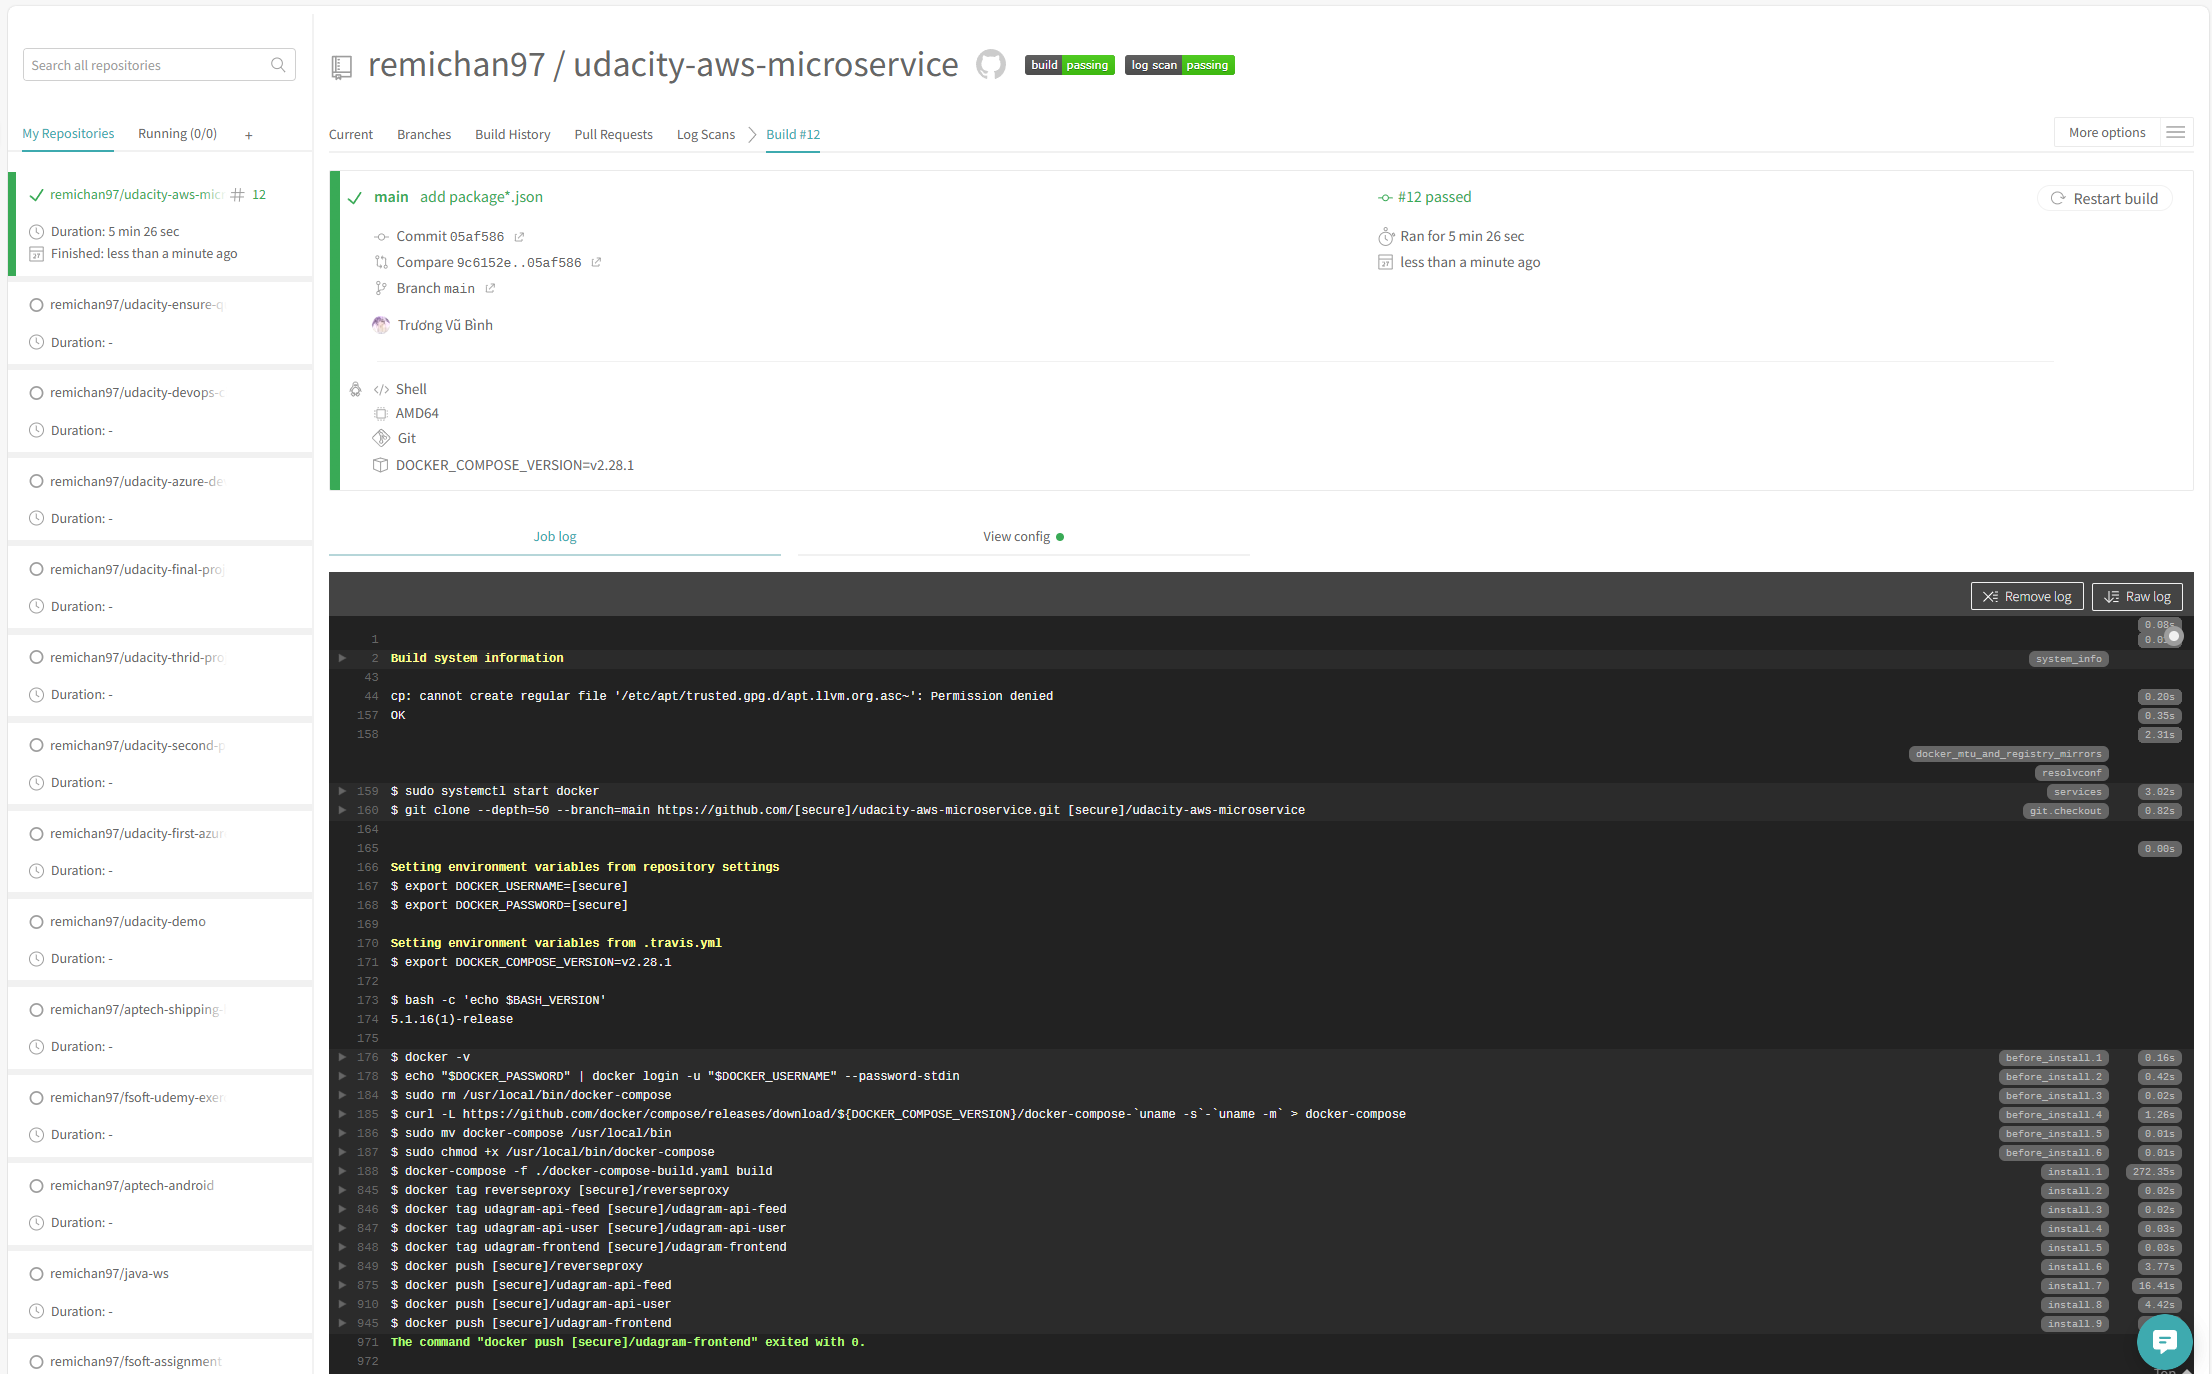 Search all repositories
My Repositories
Running (0/0)
+
remichan97/udacity-aws-mic
12
Duration: 5 min 26 sec
Finished: less than a minute ago
remichan97/udacity-ensure-q
Duration: -
remichan97/udacity-devops-c
Duration: -
remichan97/udacity-azure-de
Duration: -
remichan97/udacity-final-proj
Duration: -
remichan97/udacity-thrid-pro
Duration: -
remichan97/udacity-second-p
Duration: -
remichan97/udacity-first-azur
Duration: -
remichan97/udacity-demo
Duration: -
remichan97/aptech-shipping-
Duration: -
remichan97/fsoft-udemy-exer
Duration: -
remichan97/aptech-android
Duration: -
remichan97/java-ws
Duration: -
remichan97/fsoft-assignment
remichan97 / udacity-aws-microservice
build passing
log scan passing
Current
Branches
Build History
Pull Requests
Log Scans
Build #12
More options
main add package*.json
Commit 05af586
Compare 9c6152e..05af586
Branch main
Trương Vũ Bình
#12 passed
Ran for 5 min 26 sec
less than a minute ago
Restart build
Shell
AMD64
Git
DOCKER_COMPOSE_VERSION=v2.28.1
Job log
View config
Remove log
Raw log
0.08s
1
2 Build system information system_info
43
44 cp: cannot create regular file '/etc/apt/trusted.gpg.d/apt.llvm.org.asc~': Permission denied 0.20s
157 OK 0.35s
158 2.31s
docker_mtu_and_registry_mirrors
resolvconf
159 $ sudo systemctl start docker services 3.02s
160 $ git clone --depth=50 --branch=main https://github.com/[secure]/udacity-aws-microservice.git [secure]/udacity-aws-microservice git.checkout 0.82s
164
165 0.00s
166 Setting environment variables from repository settings
167 $ export DOCKER_USERNAME=[secure]
168 $ export DOCKER_PASSWORD=[secure]
169
170 Setting environment variables from .travis.yml
171 $ export DOCKER_COMPOSE_VERSION=v2.28.1
172
173 $ bash -c 'echo $BASH_VERSION'
174 5.1.16(1)-release
175
176 $ docker -v before_install.1 0.16s
178 $ echo "$DOCKER_PASSWORD" | docker login -u "$DOCKER_USERNAME" --password-stdin before_install.2 0.42s
184 $ sudo rm /usr/local/bin/docker-compose before_install.3 0.02s
185 $ curl -L https://github.com/docker/compose/releases/download/${DOCKER_COMPOSE_VERSION}/docker-compose-`uname -s`-`uname -m` > docker-compose before_install.4 1.26s
186 $ sudo mv docker-compose /usr/local/bin before_install.5 0.01s
187 $ sudo chmod +x /usr/local/bin/docker-compose before_install.6 0.01s
188 $ docker-compose -f ./docker-compose-build.yaml build install.1 272.35s
845 $ docker tag reverseproxy [secure]/reverseproxy install.2 0.02s
846 $ docker tag udagram-api-feed [secure]/udagram-api-feed install.3 0.02s
847 $ docker tag udagram-api-user [secure]/udagram-api-user install.4 0.03s
848 $ docker tag udagram-frontend [secure]/udagram-frontend install.5 0.03s
849 $ docker push [secure]/reverseproxy install.6 3.77s
875 $ docker push [secure]/udagram-api-feed install.7 16.41s
910 $ docker push [secure]/udagram-api-user install.8 4.42s
945 $ docker push [secure]/udagram-frontend install.9
971 The command "docker push [secure]/udagram-frontend" exited with 0.
972